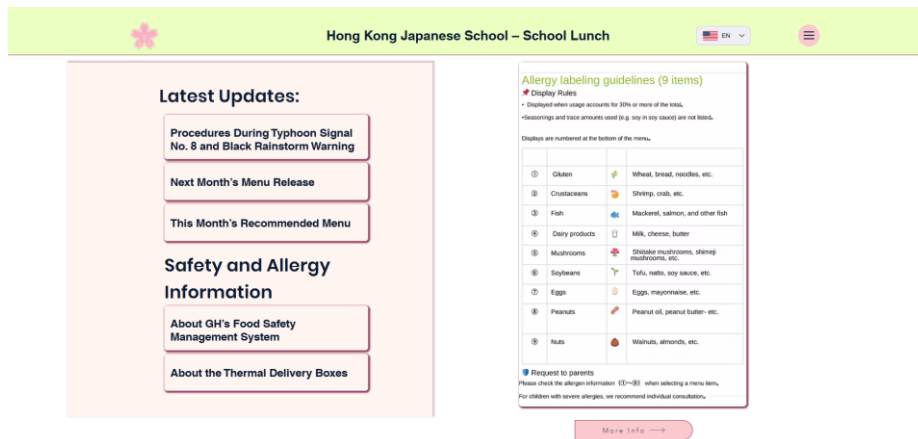 Hong Kong Japanese School – School Lunch
EN
Latest Updates:
Procedures During Typhoon Signal
No. 8 and Black Rainstorm Warning
Next Month's Menu Release
This Month's Recommended Menu
Safety and Allergy
Information
About GH's Food Safety
Management System
About the Thermal Delivery Boxes
Allergy labeling guidelines (9 items)
Display Rules
• Displayed when usage accounts for 30% or more of the total。
•Seasonings and trace amounts used (e.g. soy in soy sauce) are not listed。
Displays are numbered at the bottom of the menu。
① Gluten Wheat, bread, noodles, etc.
② Crustaceans Shrimp, crab, etc.
③ Fish Mackerel, salmon, and other fish
④ Dairy products Milk, cheese, butter
⑤ Mushrooms Shiitake mushrooms, shimeji
mushrooms, etc.
⑥ Soybeans Tofu, natto, soy sauce, etc.
⑦ Eggs Eggs, mayonnaise, etc.
⑧ Peanuts Peanut oil, peanut butter- etc.
⑨ Nuts Walnuts, almonds, etc.
Request to parents
Please check the allergen information (①〜⑨) when selecting a menu item。
For children with severe allergies, we recommend individual consultation。
More Info